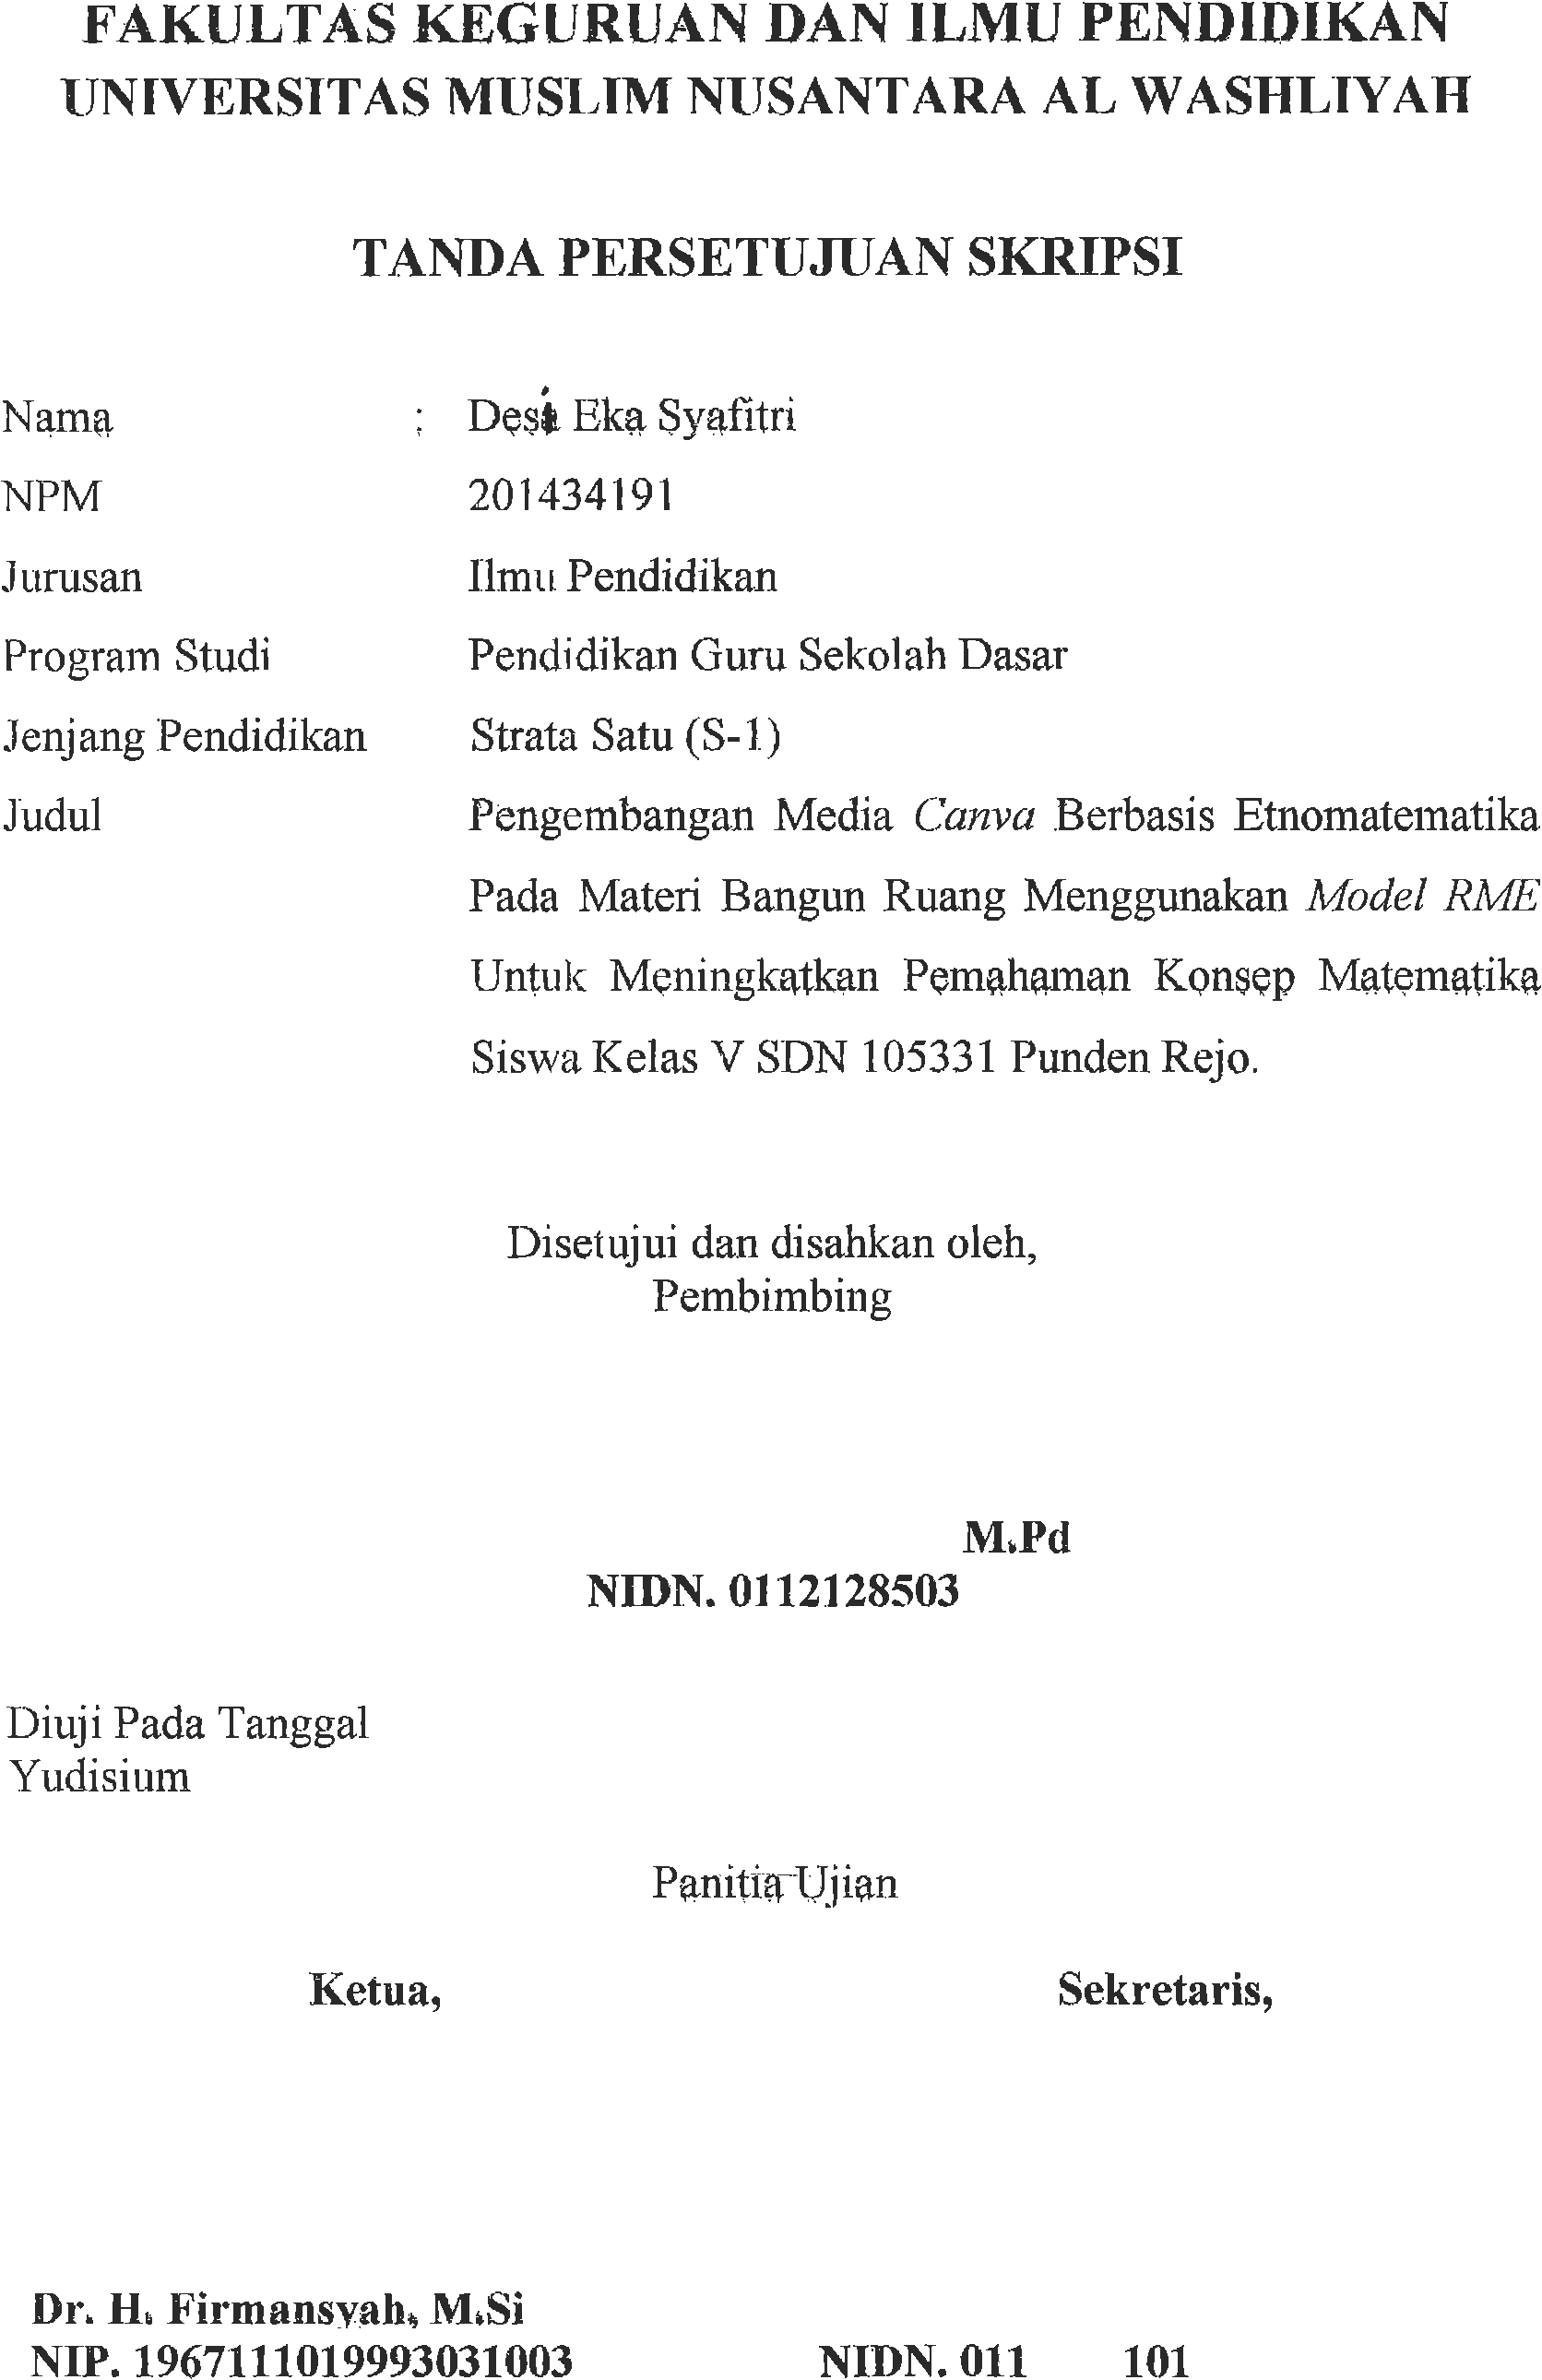 FAKULTAS KEGURUAN DAN ILMU PENDIDIKAN
UNIVERSITAS MUSLIM NUSANTARA AL WASHLIYAH
TANDA PERSETUJUAN SKRIPSI
Nama : Eka Syafitri
NPM 201434191
Jurusan Ilmu Pendidikan
Program Studi Pendidikan Guru Sekolah Dasar
Jenjang Pendidikan Strata Satu (S-1)
Judul Pengembangan Media Canva Berbasis Etnomatematika
Pada Materi Bangun Ruang Menggunakan Model RME
Untuk Meningkatkan Pemahaman Konsep Matematika
Siswa Kelas V SDN 105331 Punden Rejo.
Disetujui dan disahkan oleh,
Pembimbing
M.Pd
NIDN. 0112128503
Diuji Pada Tanggal
Yudisium
Panitia Ujian
Ketua, Sekretaris,
Dr. H. Firmansyah, M.Si
NIP. 1967111019993031003 NIDN. 011 101